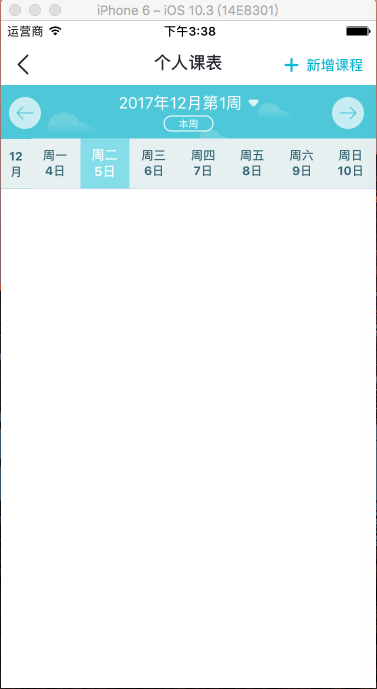 iPhone 6 – iOS 10.3 (14E8301)
运营商 下午3:38
个人课表 新增课程
2017年12月第1周
本周
12月 周一 周二 周三 周四 周五 周六 周日
4日 5日 6日 7日 8日 9日 10日